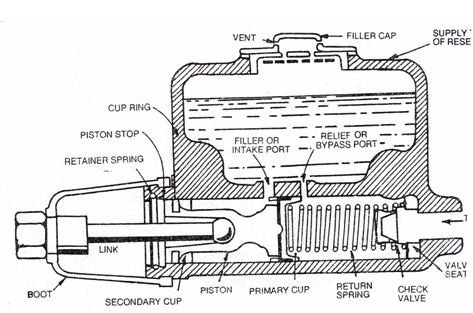 VENT
FILLER CAP
SUPPLY
OF RESE
CUP RING
PISTON STOP
RETAINER SPRING
FILLER OR
INTAKE PORT
RELIEF OR
BYPASS PORT
LINK
BOOT
SECONDARY CUP
PISTON
PRIMARY CUP
RETURN
SPRING
CHECK
VALVE
VALV
SEAT